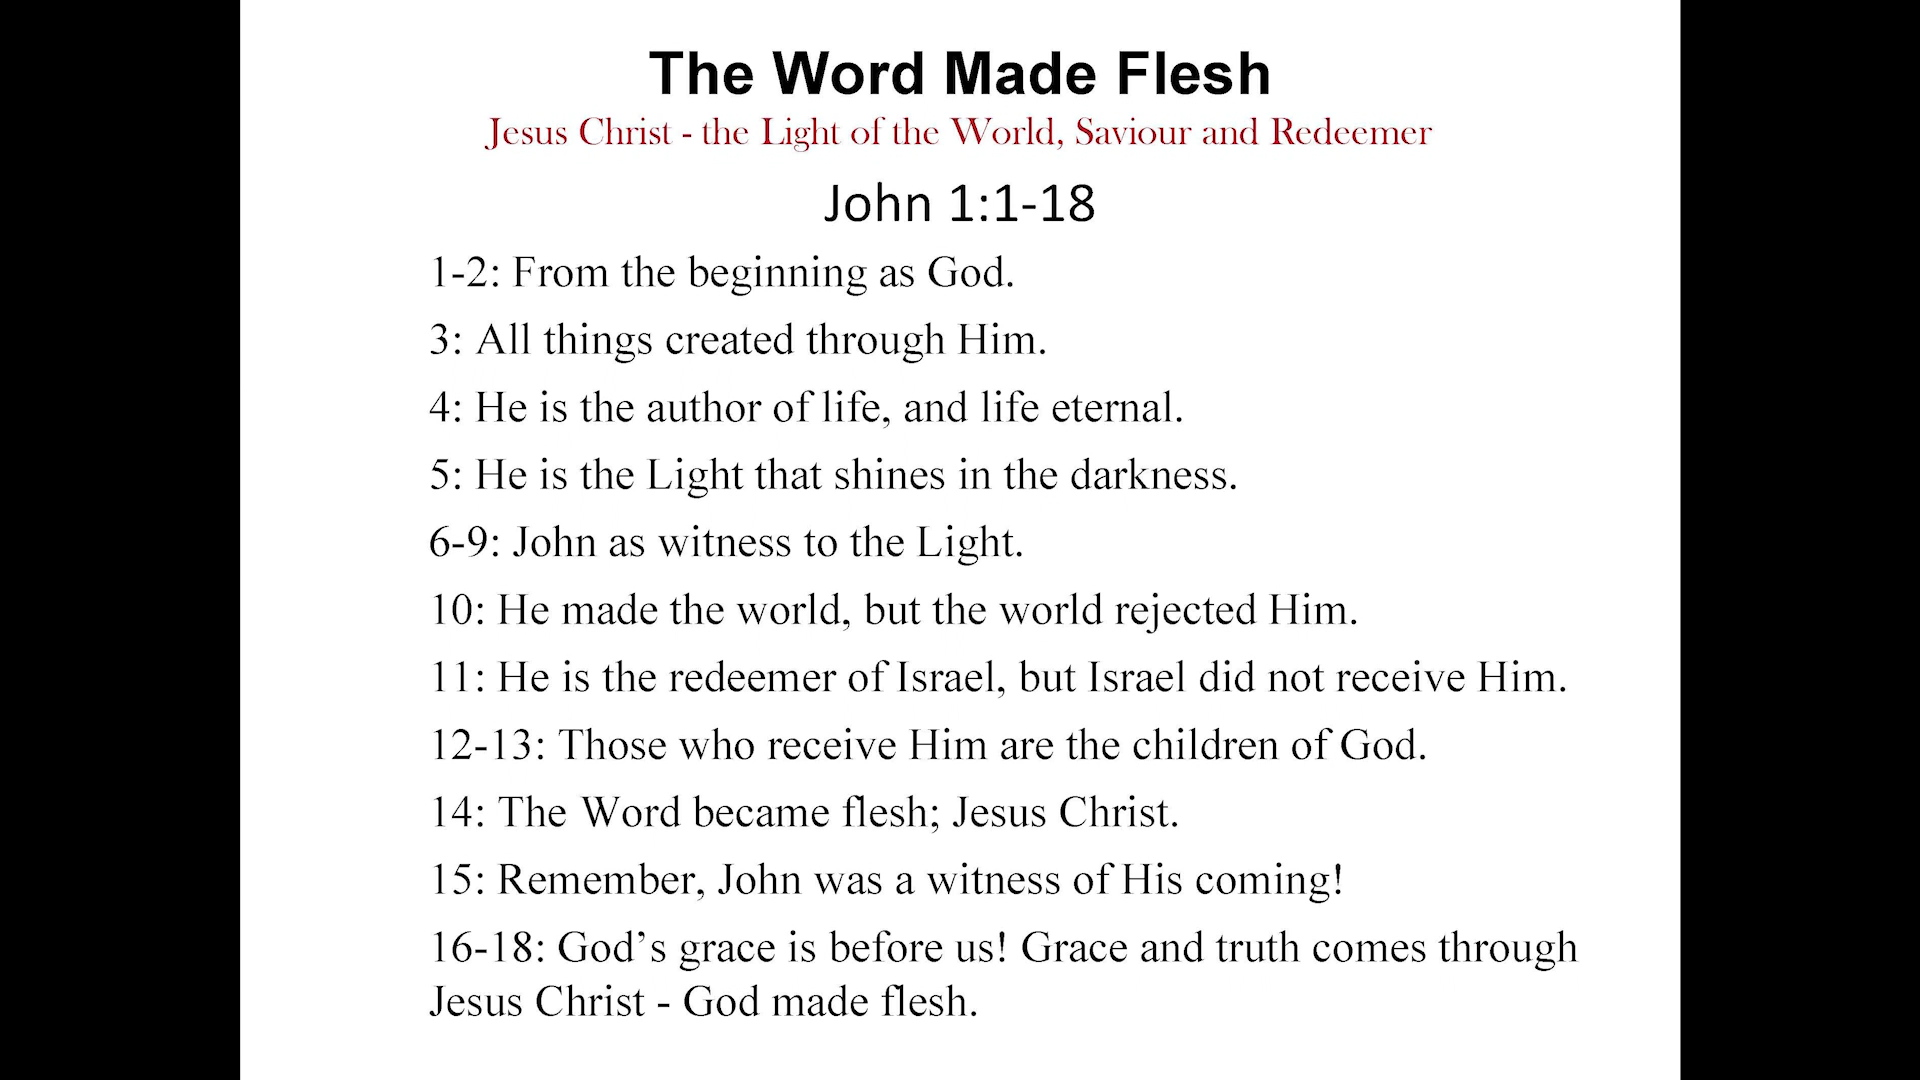 The Word Made Flesh
Jesus Christ - the Light of the World, Saviour and Redeemer
John 1:1-18
1-2: From the beginning as God.
3: All things created through Him.
4: He is the author of life, and life eternal.
5: He is the Light that shines in the darkness.
6-9: John as witness to the Light.
10: He made the world, but the world rejected Him.
11: He is the redeemer of Israel, but Israel did not receive Him.
12-13: Those who receive Him are the children of God.
14: The Word became flesh; Jesus Christ.
15: Remember, John was a witness of His coming!
16-18: God’s grace is before us! Grace and truth comes through
Jesus Christ - God made flesh.